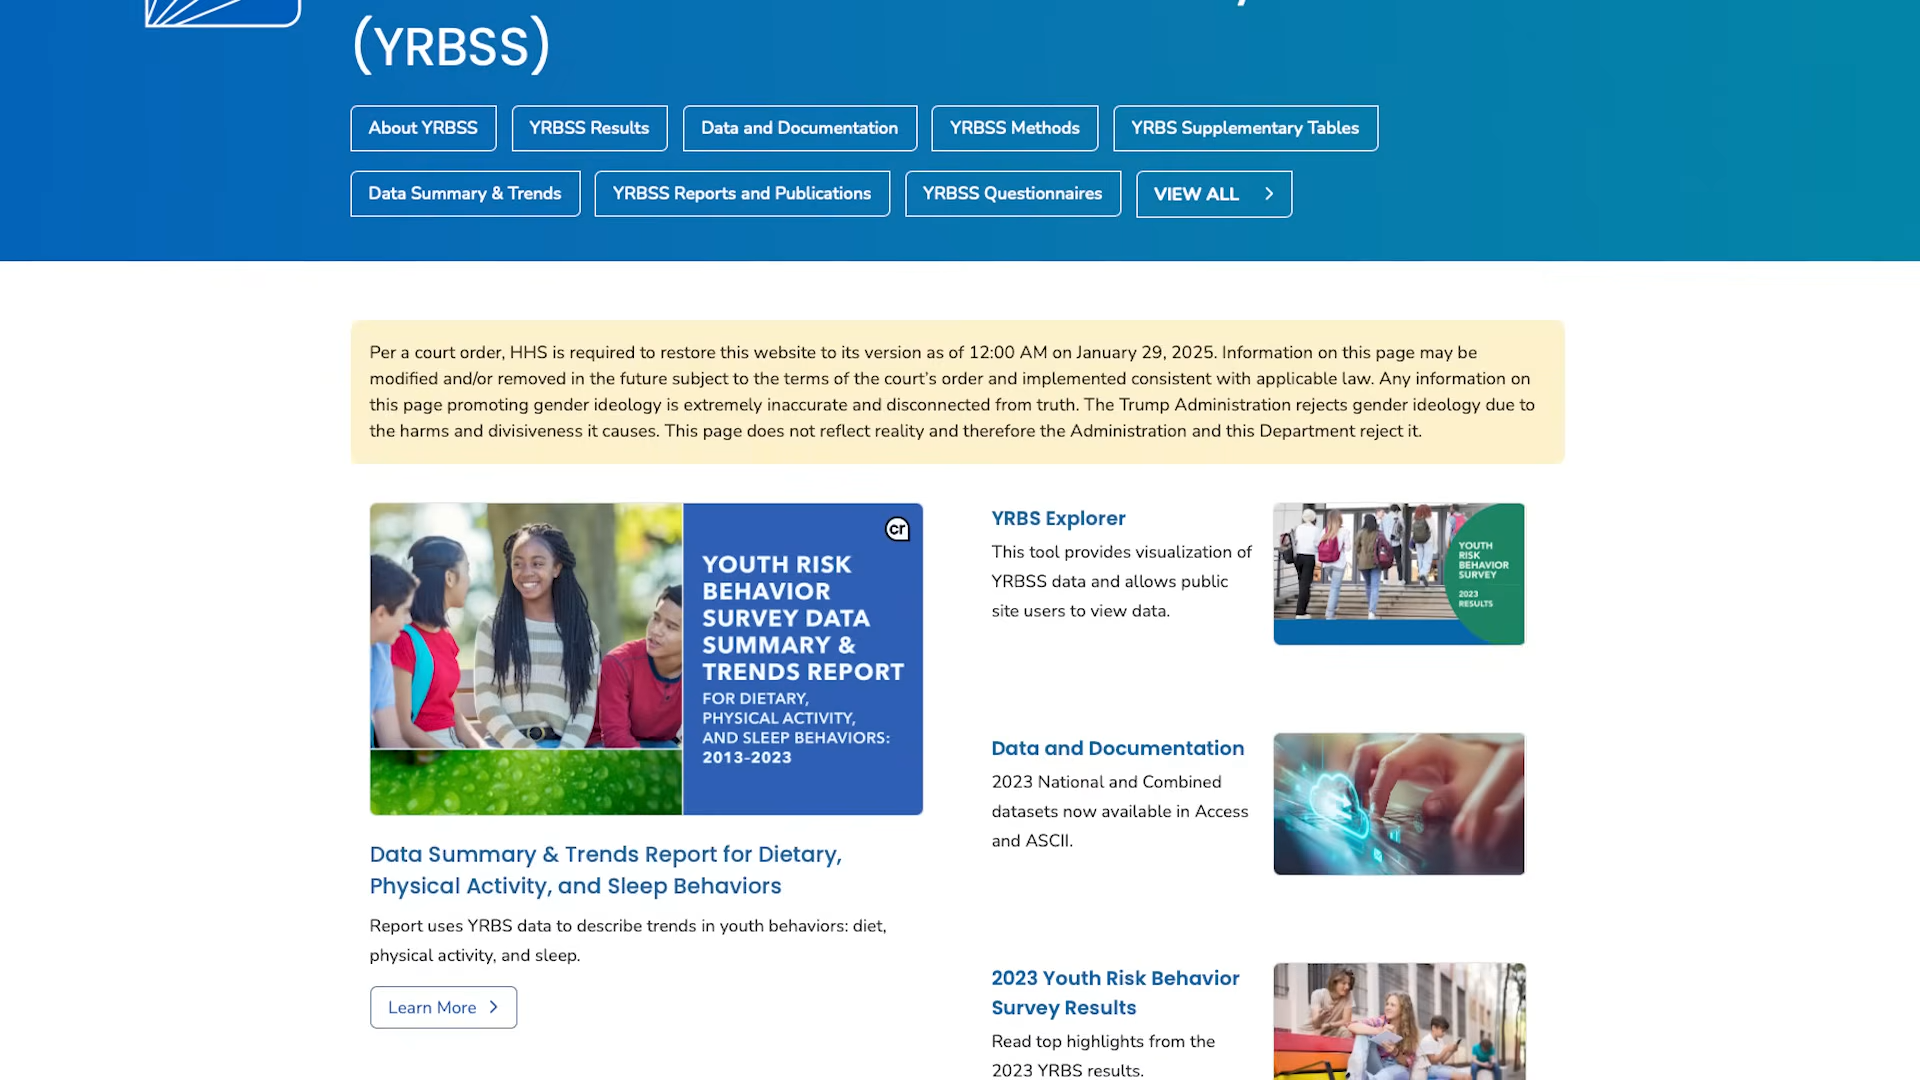 (YRBSS)
About YRBSS
YRBSS Results
Data and Documentation
YRBSS Methods
YRBS Supplementary Tables
Data Summary & Trends
YRBSS Reports and Publications
YRBSS Questionnaires
VIEW ALL
Per a court order, HHS is required to restore this website to its version as of 12:00 AM on January 29, 2025. Information on this page may be
modified and/or removed in the future subject to the terms of the court's order and implemented consistent with applicable law. Any information on
this page promoting gender ideology is extremely inaccurate and disconnected from truth. The Trump Administration rejects gender ideology due to
the harms and divisiveness it causes. This page does not reflect reality and therefore the Administration and this Department reject it.
cr
YOUTH RISK
BEHAVIOR
SURVEY DATA
SUMMARY &
TRENDS REPORT
FOR DIETARY,
PHYSICAL ACTIVITY,
AND SLEEP BEHAVIORS:
2013-2023
Data Summary & Trends Report for Dietary,
Physical Activity, and Sleep Behaviors
Report uses YRBS data to describe trends in youth behaviors: diet,
physical activity, and sleep.
Learn More
YRBS Explorer
This tool provides visualization of
YRBSS data and allows public
site users to view data.
YOUTH
RISK
BEHAVIOR
SURVEY
2023
RESULTS
Data and Documentation
2023 National and Combined
datasets now available in Access
and ASCII.
2023 Youth Risk Behavior
Survey Results
Read top highlights from the
2023 YRBS results.